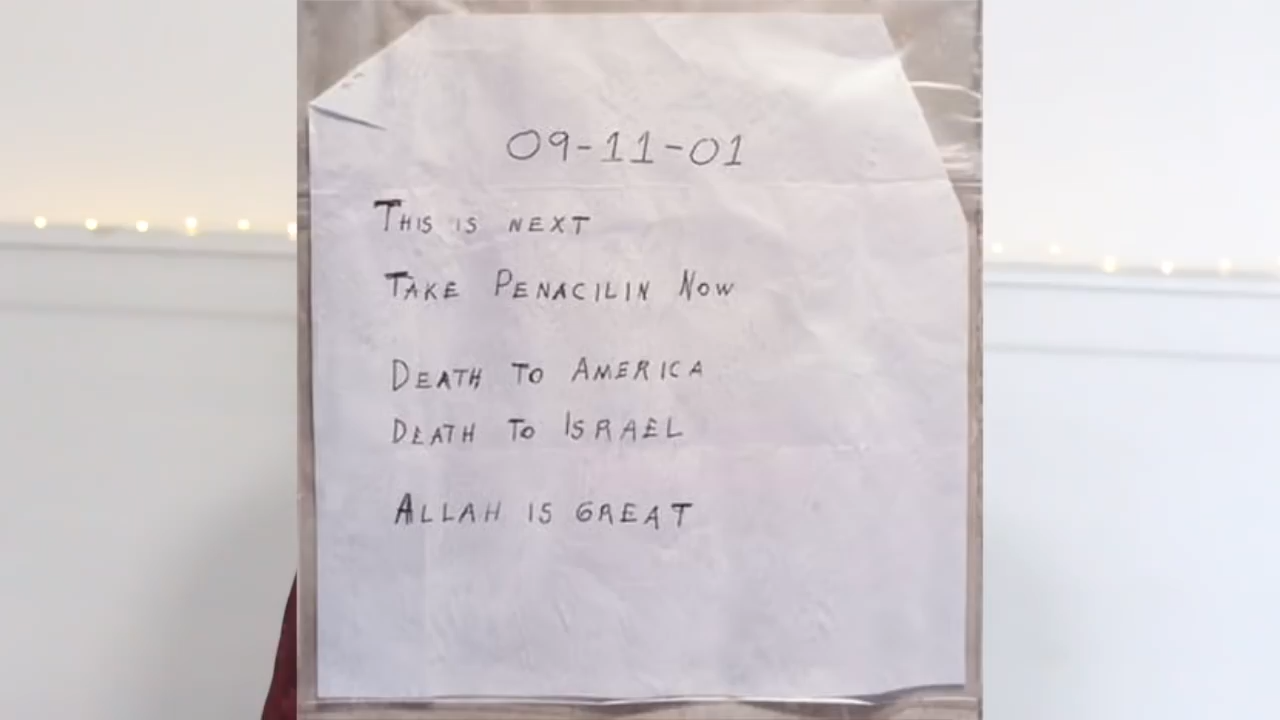 09-11-01
THIS IS NEXT
TAKE PENACILIN NOW
DEATH TO AMERICA
DEATH TO ISRAEL
ALLAH IS GREAT